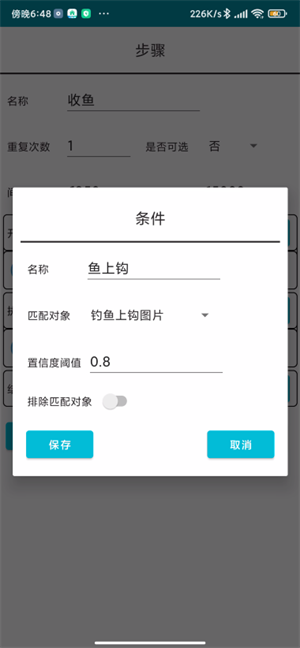 傍晚6:48 ... 226K/s
步骤
名称 收鱼
重复次数 1 是否可选 否
条件
名称 鱼上钩
匹配对象 钓鱼上钩图片
置信度阈值 0.8
排除匹配对象
保存 取消